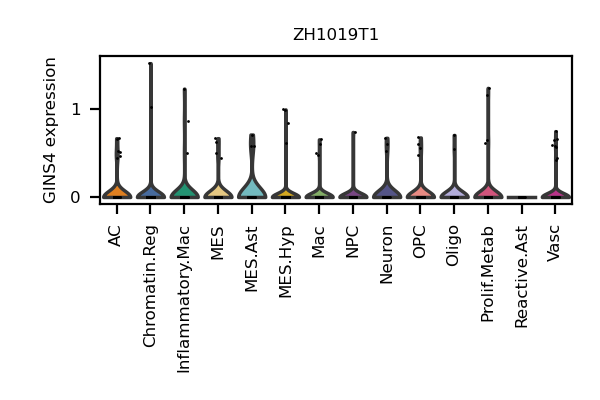 ZH1019T1
GINS4 expression
1
0
AC
Chromatin.Reg
Inflammatory.Mac
MES
MES.Ast
MES.Hyp
Mac
NPC
Neuron
OPC
Oligo
Prolif.Metab
Reactive.Ast
Vasc